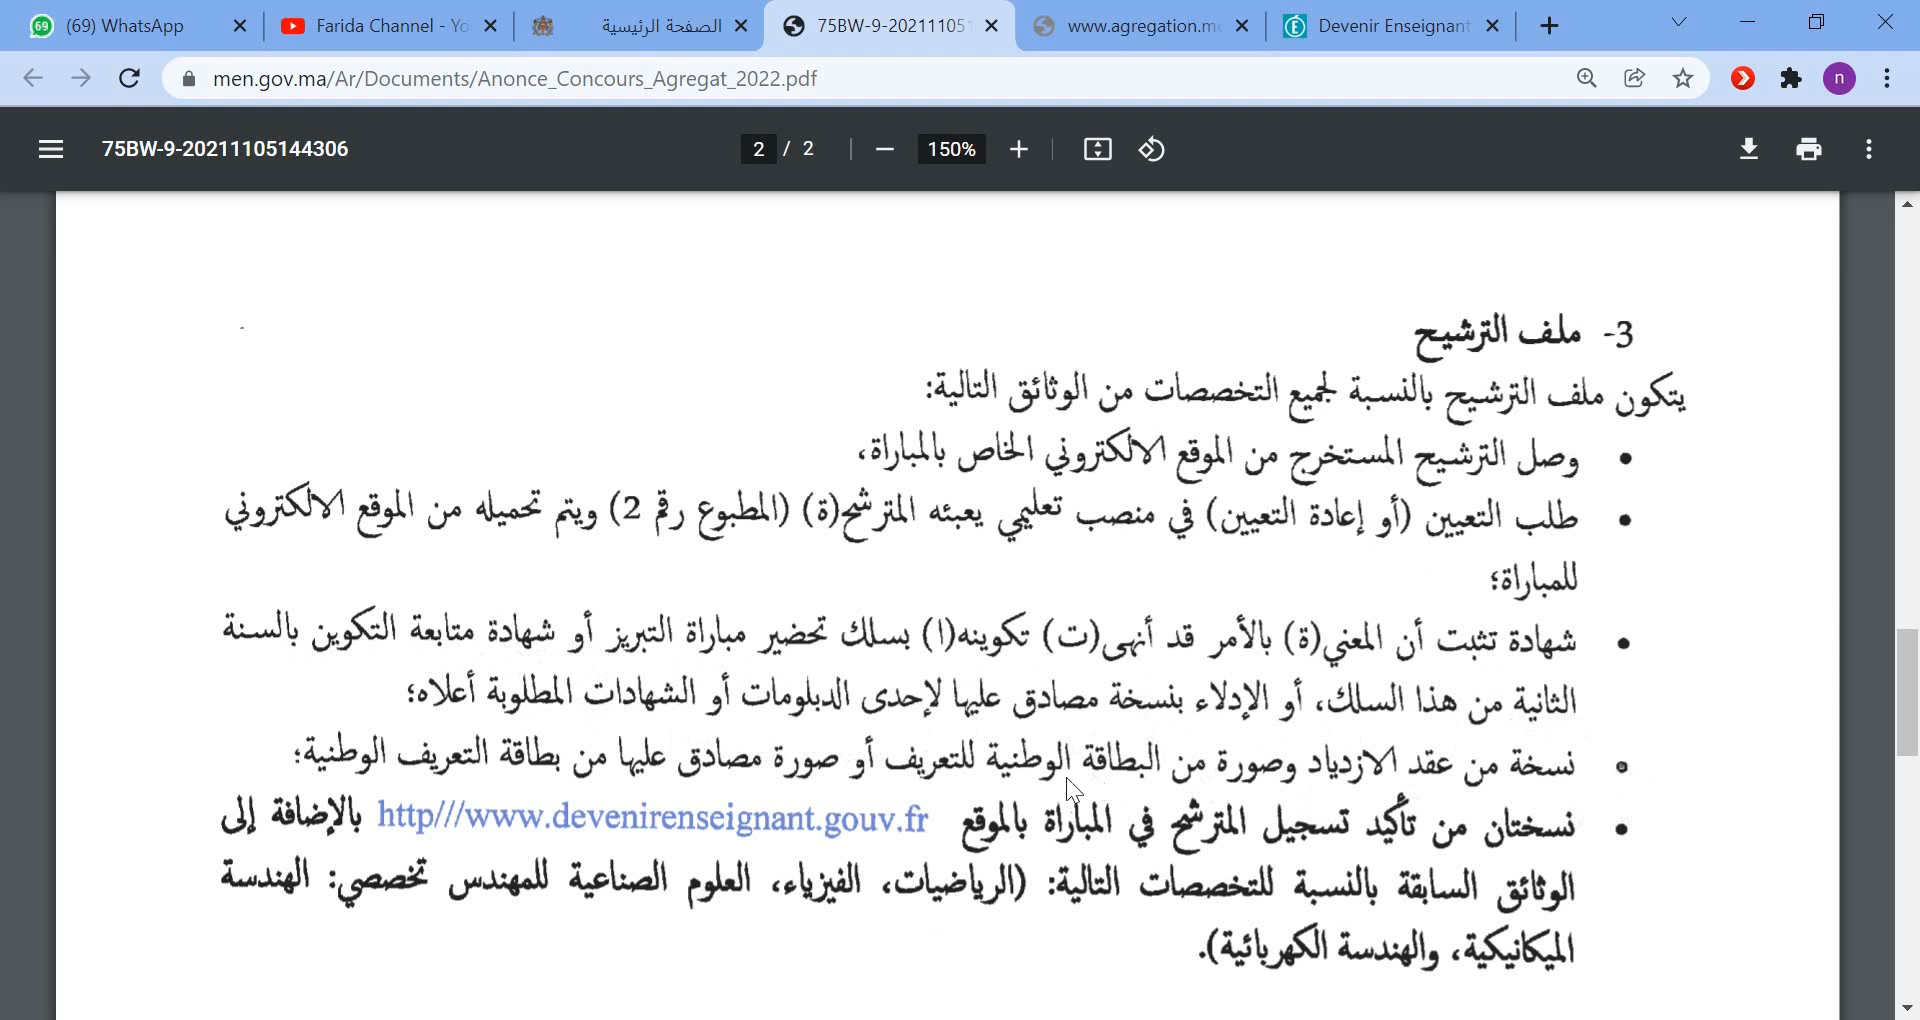 (69) WhatsApp
Farida Channel - Yo
الصفحة الرئيسية
75BW-9-202111051
www.agregation.me
Devenir Enseignant
men.gov.ma/Ar/Documents/Anonce_Concours_Agregat_2022.pdf
n
75BW-9-20211105144306
2 / 2
150%
3- ملف الترشيح
يتكون ملف الترشيح بالنسبة لجميع التخصصات من الوثائق التالية:
• وصل الترشيح المستخرج من الموقع الالكتروني الخاص بالمباراة،
• طلب التعيين (أو إعادة التعيين) في منصب تعليمي يعبئه المترشح(ة) (المطبوع رقم 2) ويتم تحميله من الموقع الالكتروني
للمباراة؛
• شهادة تثبت أن المعني(ة) بالأمر قد أنهى(ت) تكوينه(ا) بسلك تحضير مباراة التبريز أو شهادة متابعة التكوين بالسنة
الثانية من هذا السلك، أو الإدلاء بنسخة مصادق عليها لإحدى الدبلومات أو الشهادات المطلوبة أعلاه؛
• نسخة من عقد الازدياد وصورة من البطاقة الوطنية للتعريف أو صورة مصادق عليها من بطاقة التعريف الوطنية؛
• نسختان من تأكيد تسجيل المترشح في المباراة بالموقع http///www.devenirenseignant.gouv.fr بالإضافة إلى
الوثائق السابقة بالنسبة للتخصصات التالية: (الرياضيات، الفيزياء، العلوم الصناعية للمهندس تخصصي: الهندسة
الميكانيكية، والهندسة الكهربائية).